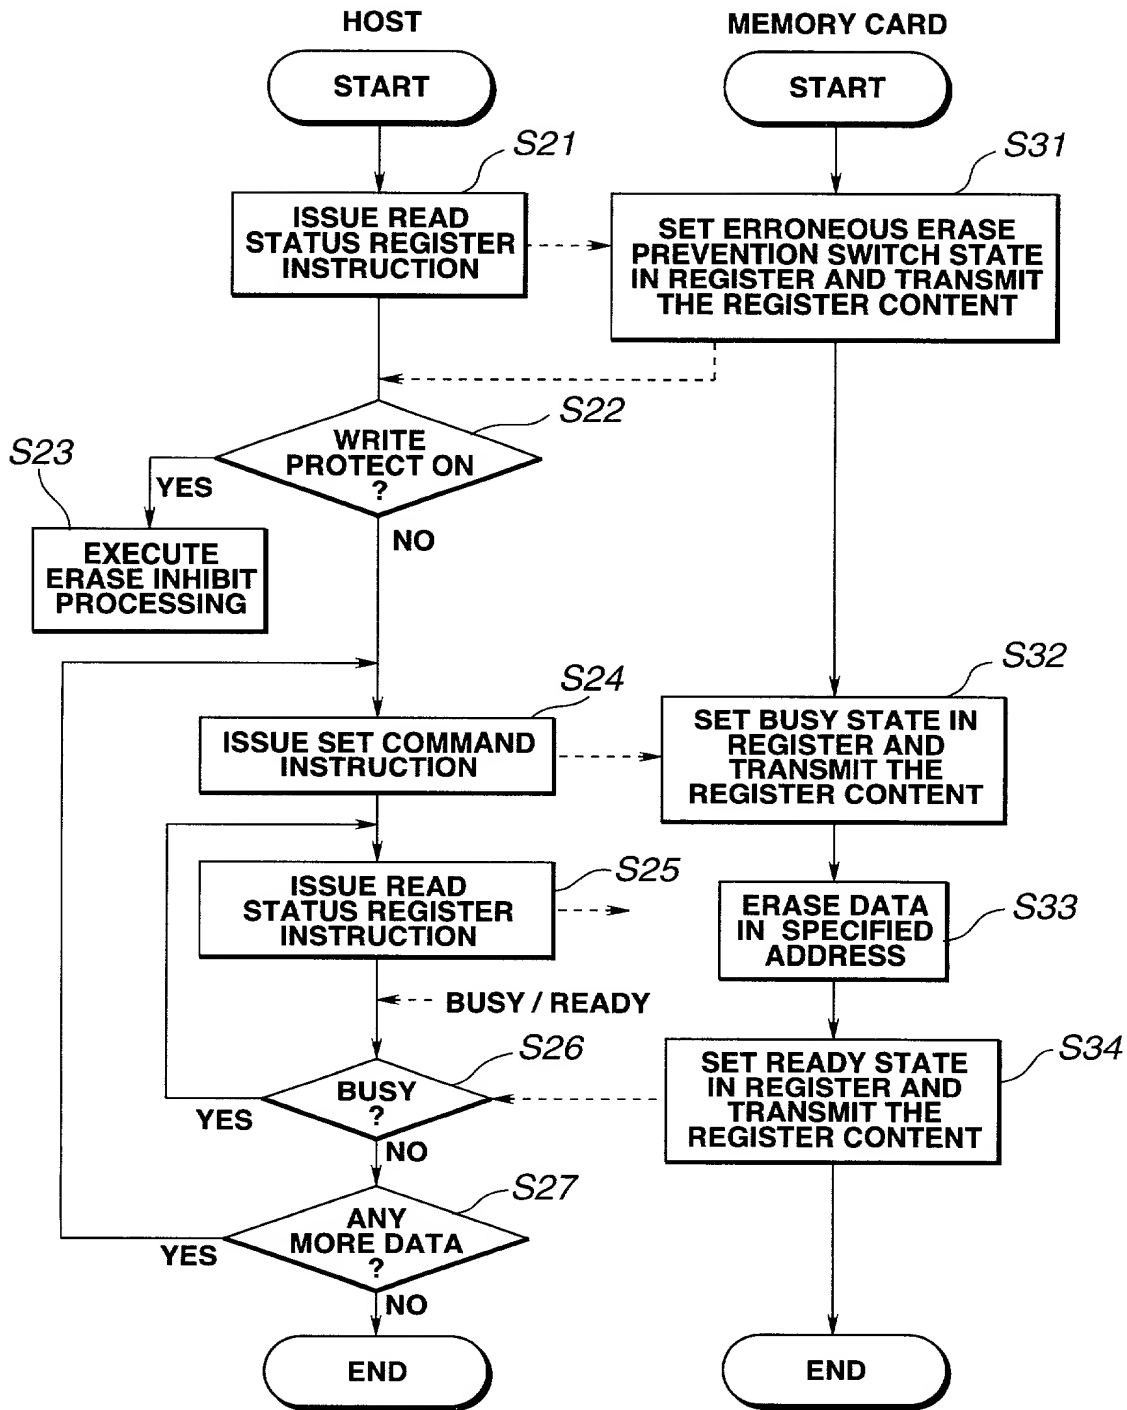 HOST
MEMORY CARD
START
START
S21
S31
ISSUE READ
STATUS REGISTER
INSTRUCTION
SET ERRONEOUS ERASE
PREVENTION SWITCH STATE
IN REGISTER AND TRANSMIT
THE REGISTER CONTENT
S22
WRITE
PROTECT ON
?
S23
YES
NO
EXECUTE
ERASE INHIBIT
PROCESSING
S24
S32
ISSUE SET COMMAND
INSTRUCTION
SET BUSY STATE IN
REGISTER AND
TRANSMIT THE
REGISTER CONTENT
S25
ISSUE READ
STATUS REGISTER
INSTRUCTION
S33
ERASE DATA
IN SPECIFIED
ADDRESS
BUSY / READY
S26
BUSY
?
YES
NO
S34
SET READY STATE
IN REGISTER AND
TRANSMIT THE
REGISTER CONTENT
S27
ANY
MORE DATA
?
YES
NO
END
END